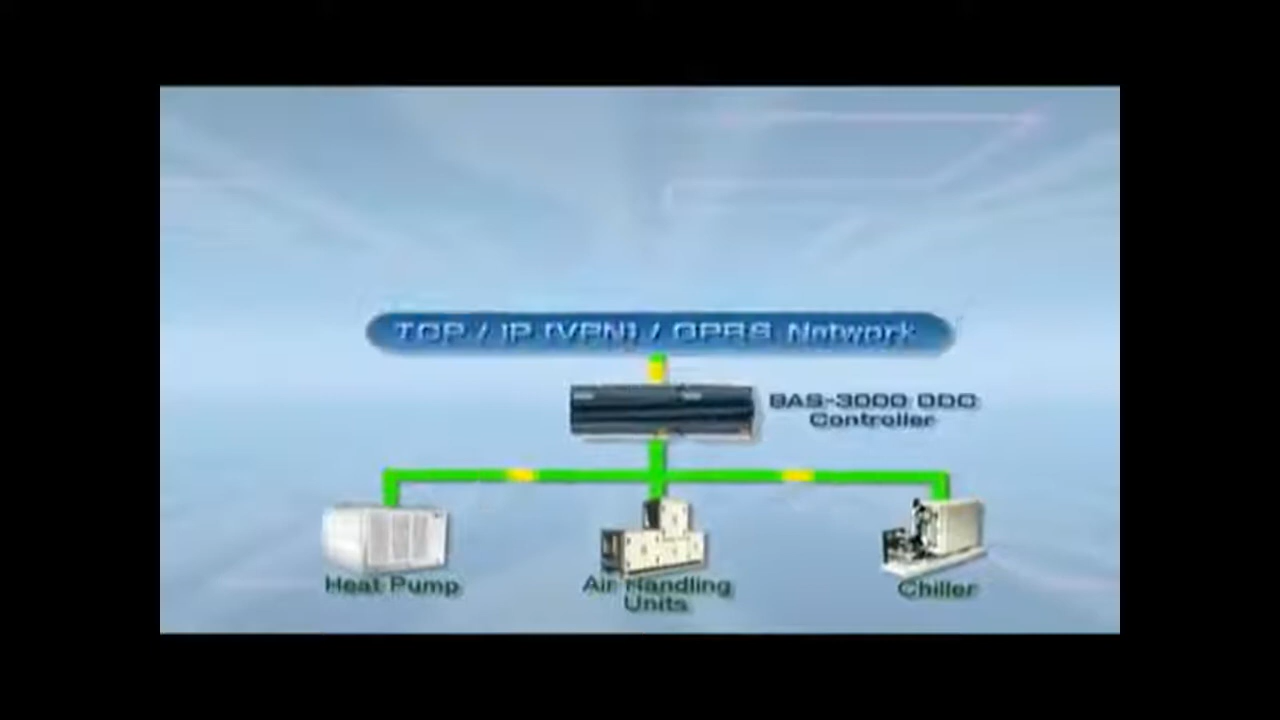 TCP / IP (VPN) / GPRS Network
BAS-3000 DDC
Controller
Heat Pump
Air Handling
Units
Chiller